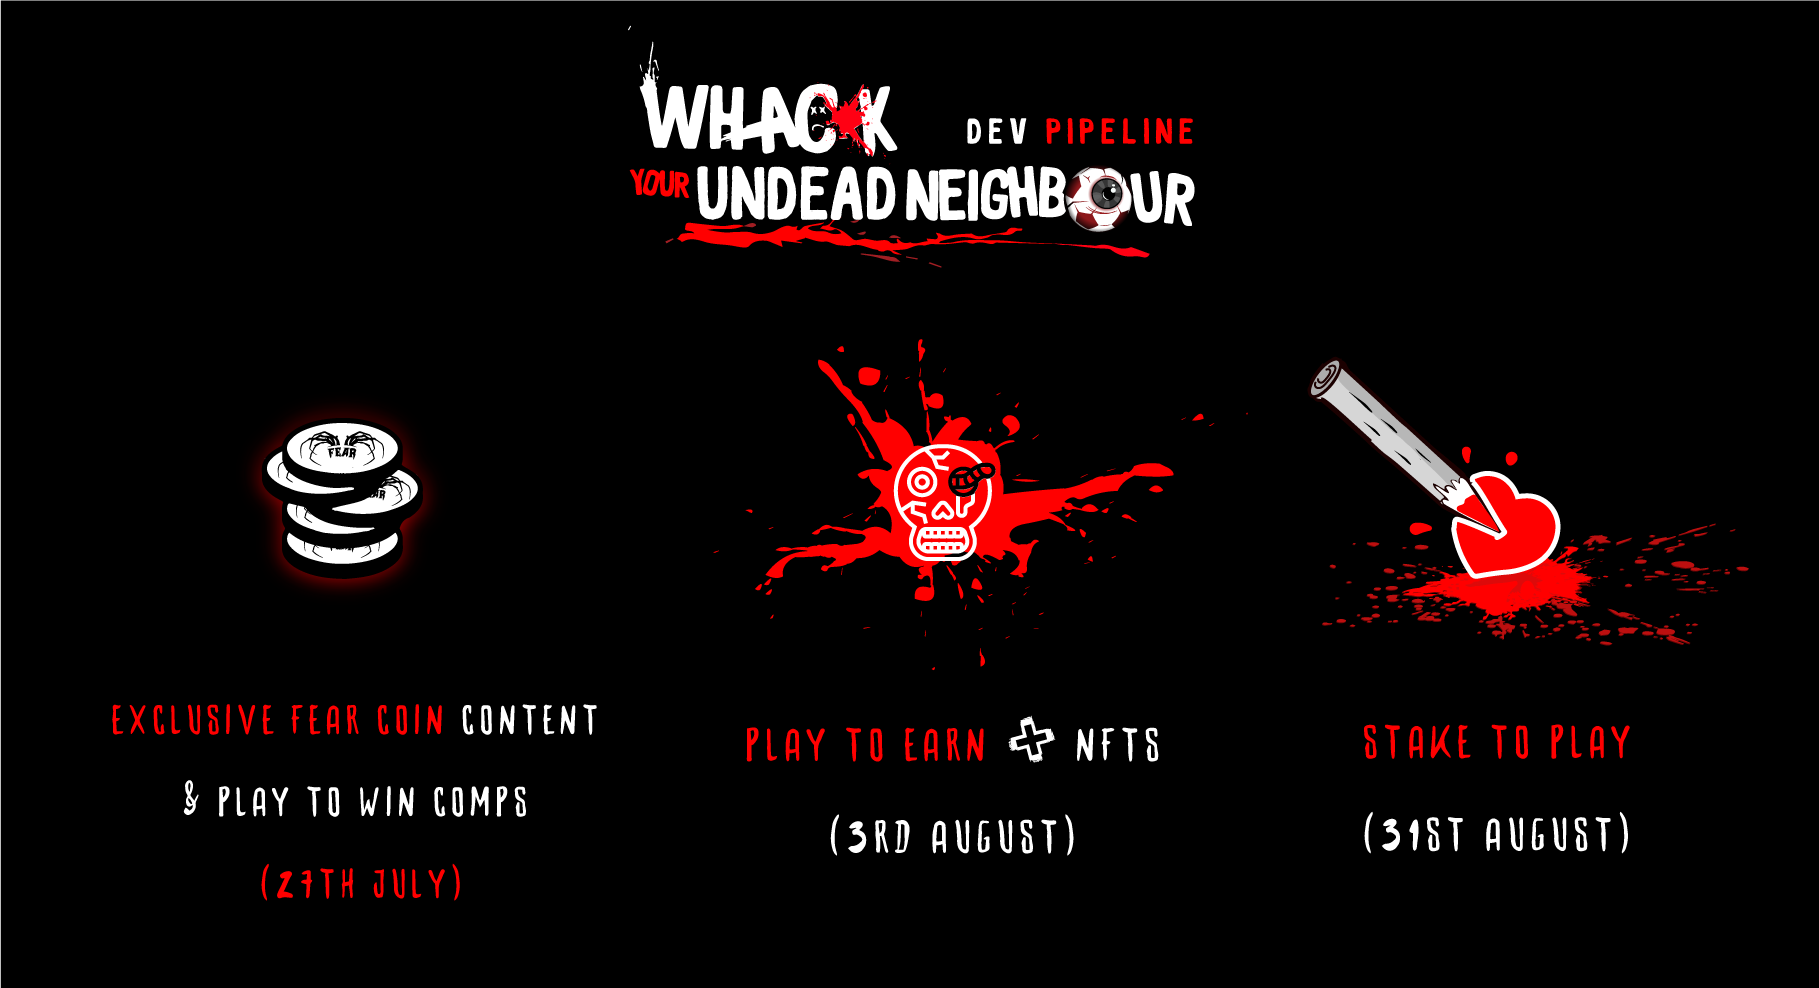 WHACK
DEV PIPELINE
YOUR UNDEAD NEIGHBOUR
FEAR
EXCLUSIVE FEAR COIN CONTENT
& PLAY TO WIN COMPS
(27TH JULY)
PLAY TO EARN + NFTS
(3RD AUGUST)
STAKE TO PLAY
(31ST AUGUST)